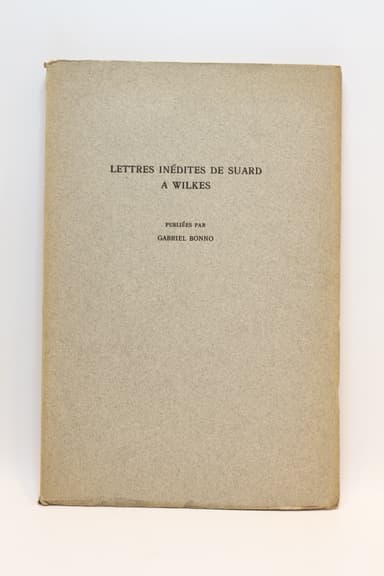 LETTRES INÉDITES DE SUARD
A WILKES
PUBLIÉES PAR
GABRIEL BONNO